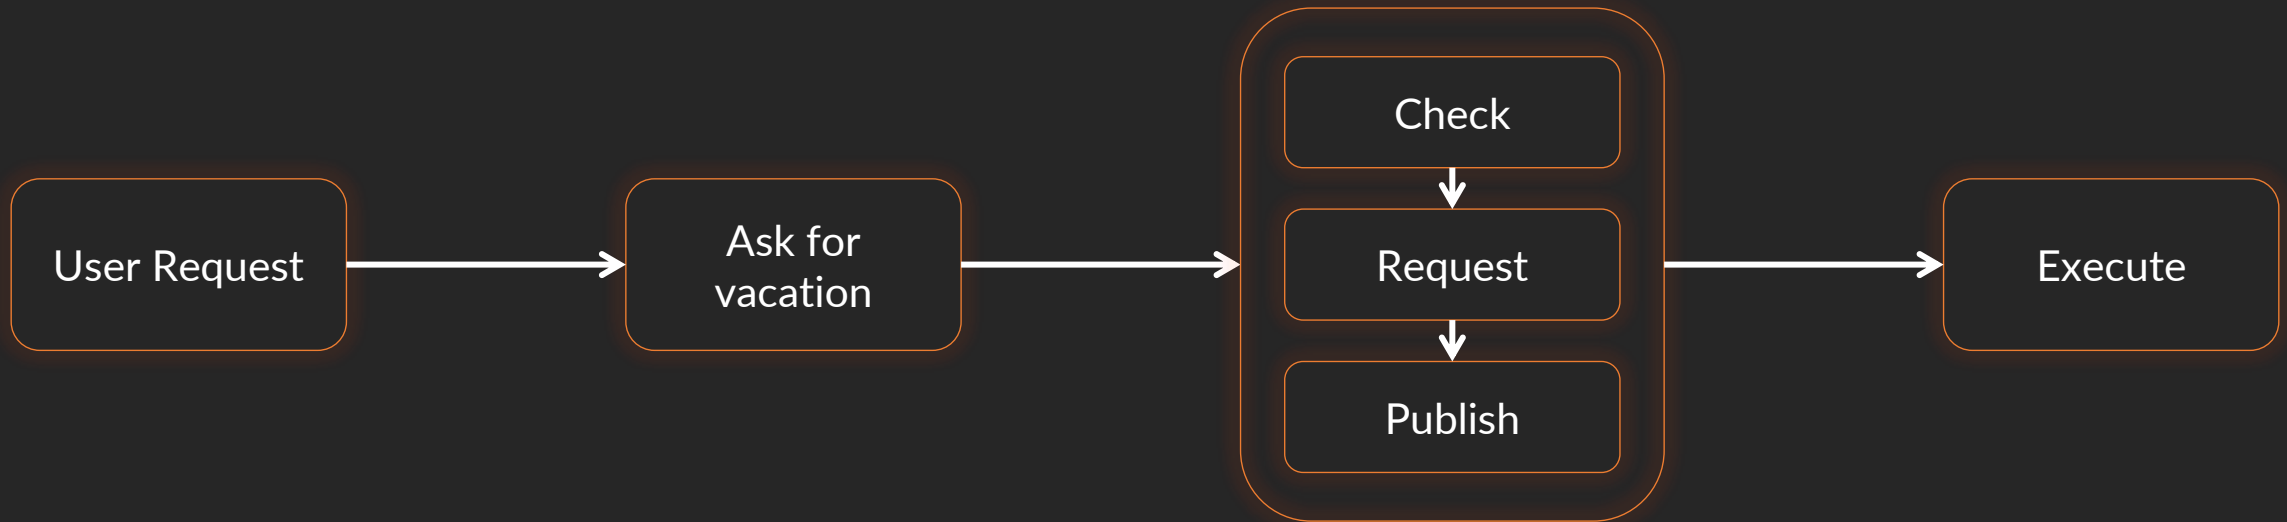 User Request
Ask for
vacation
Check
Request
Publish
Execute